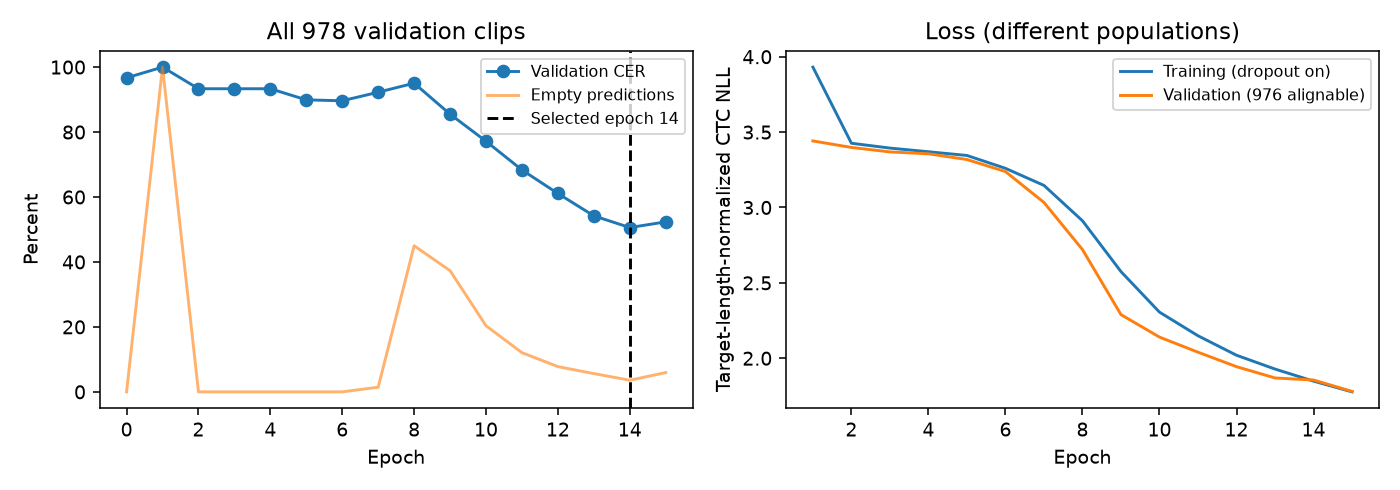 All 978 validation clips
Percent
100
80
60
40
20
0
Validation CER
Empty predictions
Selected epoch 14
0 2 4 6 8 10 12 14
Epoch
Loss (different populations)
Target-length-normalized CTC NLL
4.0
3.5
3.0
2.5
2.0
Training (dropout on)
Validation (976 alignable)
2 4 6 8 10 12 14
Epoch